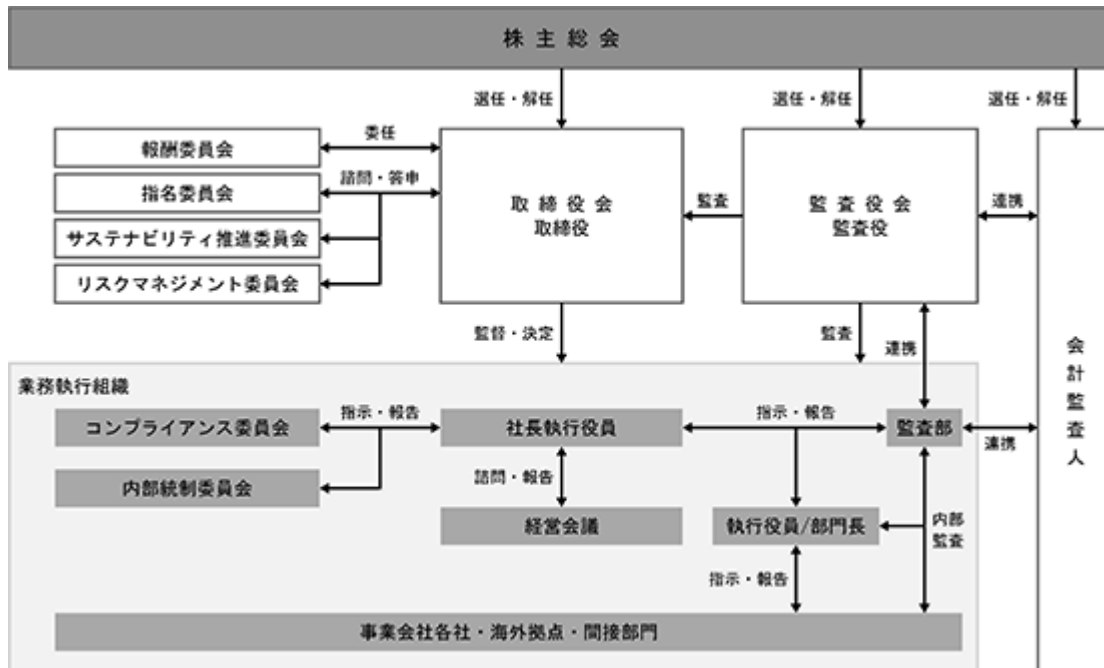 株主総会
選任・解任
選任・解任
選任・解任
報酬委員会
委任
指名委員会
諮問・答申
サステナビリティ推進委員会
リスクマネジメント委員会
取締役会
取締役
監査
監査役会
監査役
連携
監督・決定
監査
連携
会計監査人
業務執行組織
コンプライアンス委員会
指示・報告
社長執行役員
指示・報告
監査部
連携
内部統制委員会
諮問・報告
経営会議
執行役員/部門長
内部
監査
指示・報告
事業会社各社・海外拠点・間接部門